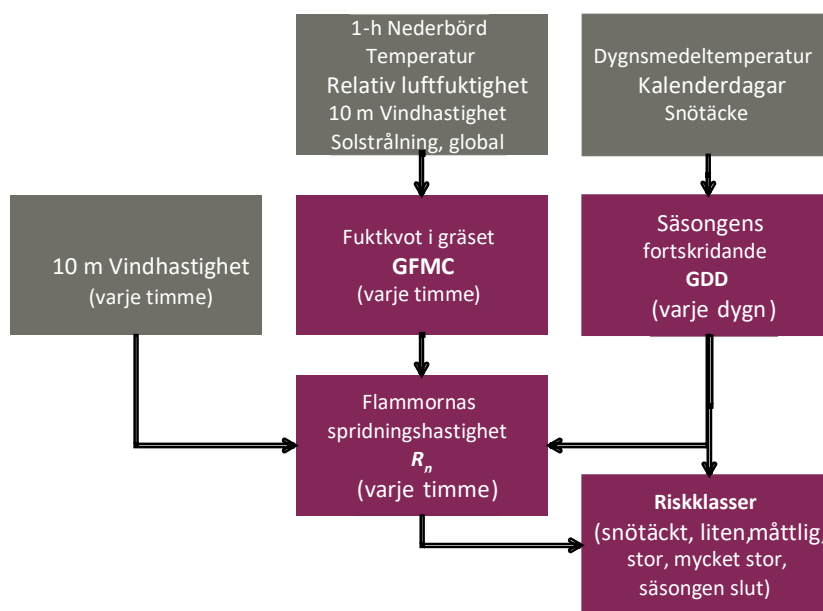 1-h Nederbörd
Temperatur
Relativ luftfuktighet
10 m Vindhastighet
Solstrålning, global
Dygnsmedeltemperatur
Kalenderdagar
Snötäcke
10 m Vindhastighet
(varje timme)
Fuktkvot i gräset
GFMC
(varje timme)
Säsongens
fortskridande
GDD
(varje dygn)
Flammornas
spridningshastighet
Rn
(varje timme)
Riskklasser
(snötäckt, liten,måttlig,
stor, mycket stor,
säsongen slut)